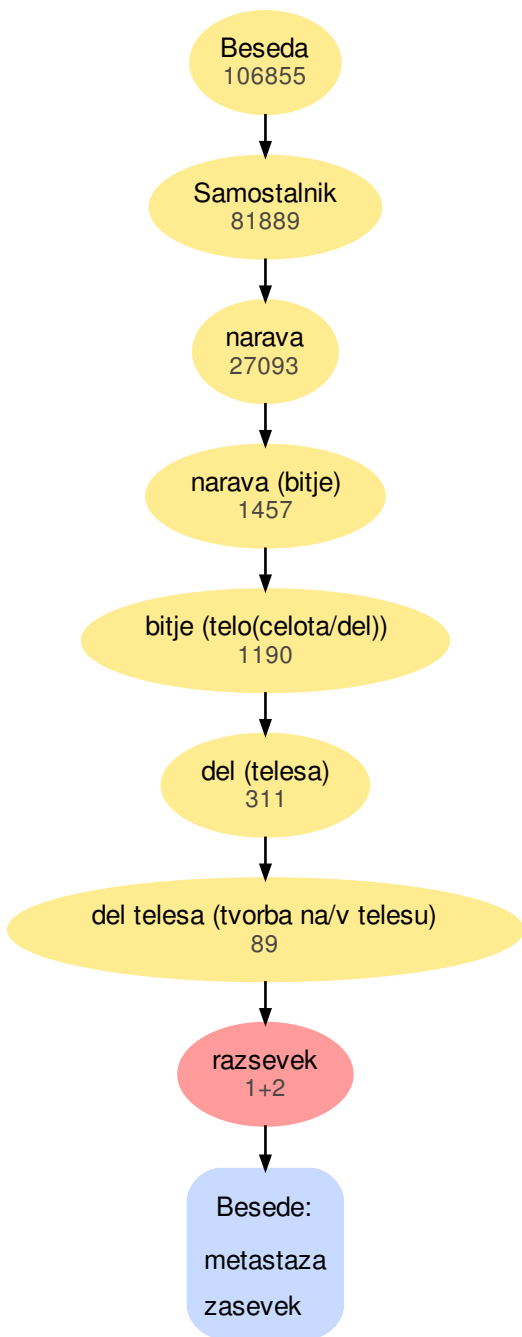 Beseda
106855
Samostalnik
81889
narava
27093
narava (bitje)
1457
bitje (telo(celota/del))
1190
del (telesa)
311
del telesa (tvorba na/v telesu)
89
razsevek
1+2
Besede:
metastaza
zasevek